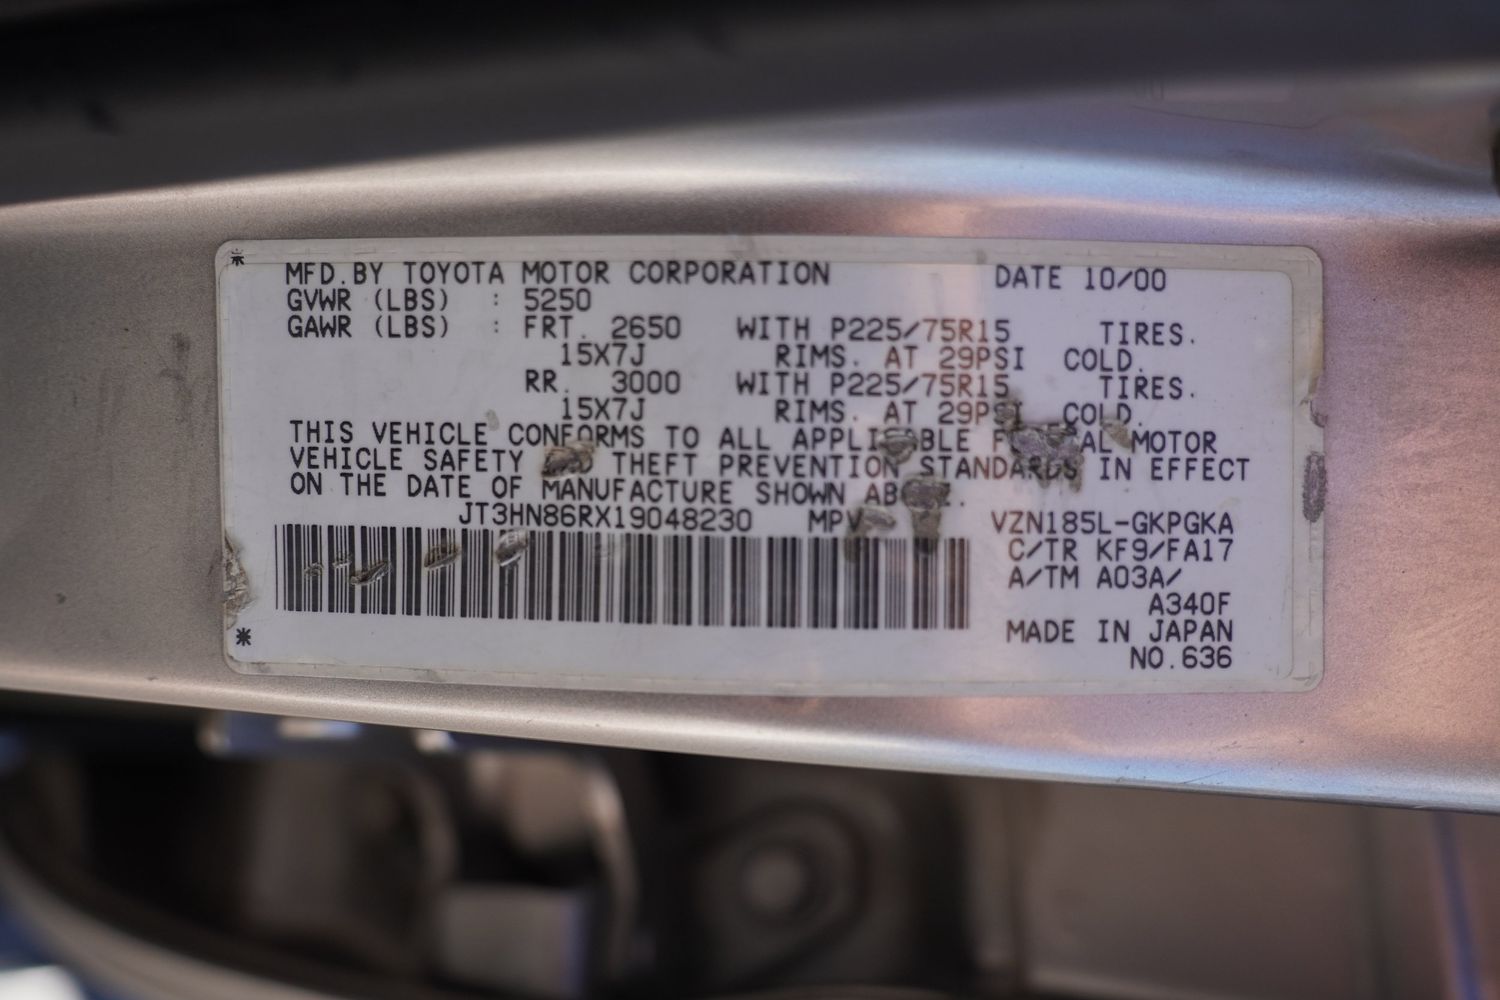 MFD.BY TOYOTA MOTOR CORPORATION DATE 10/00
GVWR (LBS) : 5250
GAWR (LBS) : FRT. 2650 WITH P225/75R15 TIRES.
15X7J RIMS. AT 29PSI COLD.
RR. 3000 WITH P225/75R15 TIRES.
15X7J RIMS. AT 29PSI COLD.
THIS VEHICLE CONFORMS TO ALL APPLICABLE MOTOR
VEHICLE SAFETY THEFT PREVENTION STANDARDS IN EFFECT
ON THE DATE OF MANUFACTURE SHOWN
JT3HN86RX19048230 MPV VZN185L-GKPGKA
C/TR KF9/FA17
A/TM A03A/
A340F
MADE IN JAPAN
NO.636